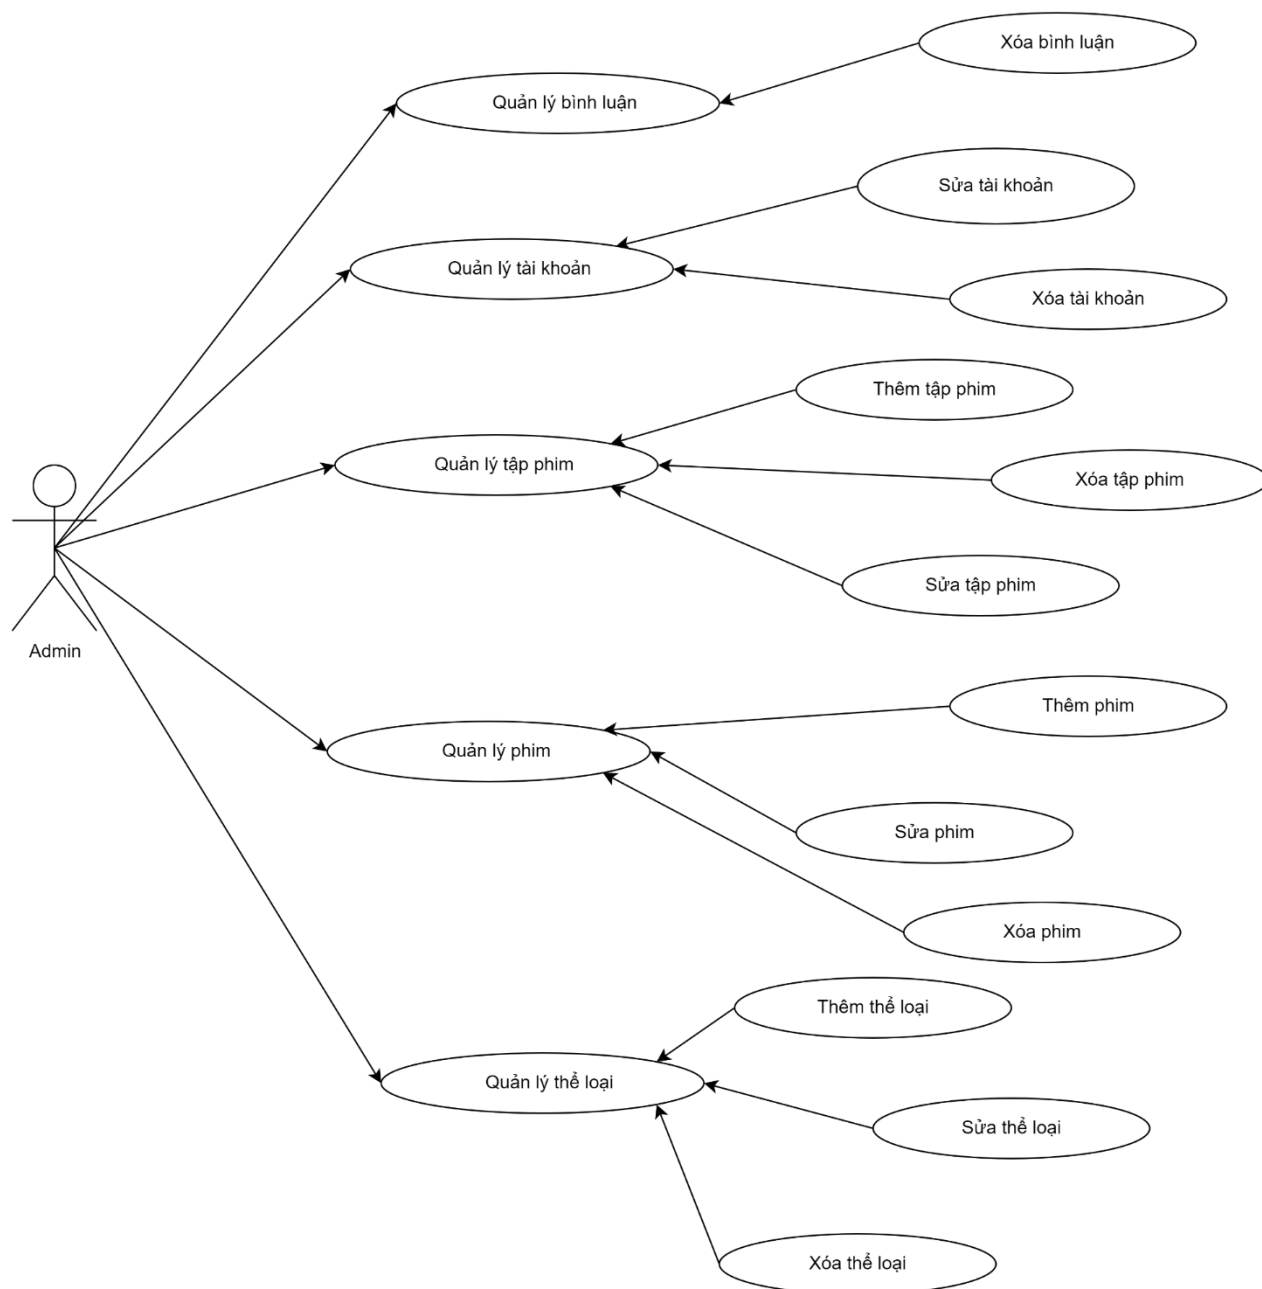 Xóa bình luận
Quản lý bình luận
Sửa tài khoản
Quản lý tài khoản
Xóa tài khoản
Thêm tập phim
Quản lý tập phim
Xóa tập phim
Sửa tập phim
Admin
Thêm phim
Quản lý phim
Sửa phim
Xóa phim
Thêm thể loại
Quản lý thể loại
Sửa thể loại
Xóa thể loại